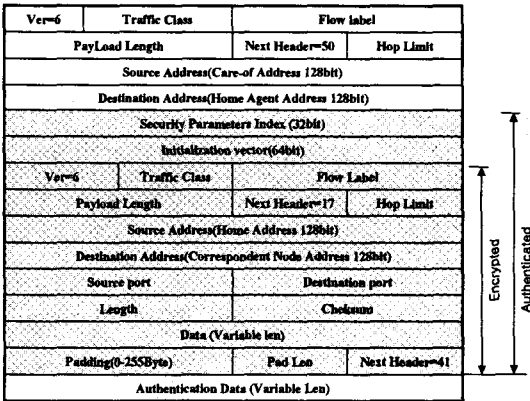 Ver=6 Traffic Class Flow label
PayLoad Length Next Header=50 Hop Limit
Source Address(Care-of Address 128bit)
Destination Address(Home Agent Address 128bit)
Security Parameters Index (32bit)
Initialization vector(64bit)
Ver=6 Traffic Class Flow Label
Payload Length Next Header=17 Hop Limit
Source Address(Home Address 128bit)
Destination Address(Correspondent Node Address 128bit)
Source port Destination port
Length Cheksum
Data (Variable len)
Padding(0-255Byte) Pad Len Next Header=41
Authentication Data (Variable Len)
Encrypted
Authenticated